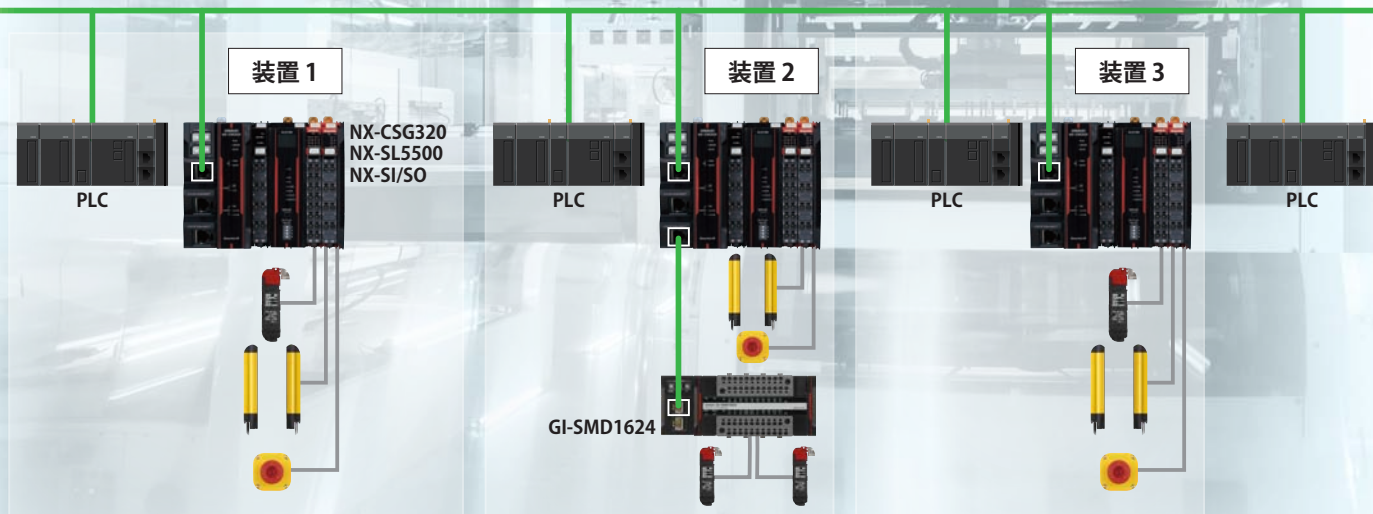 装置 1
装置 2
装置 3
NX-CSG320
NX-SL5500
NX-SI/SO
PLC
PLC
PLC
PLC
GI-SMD1624